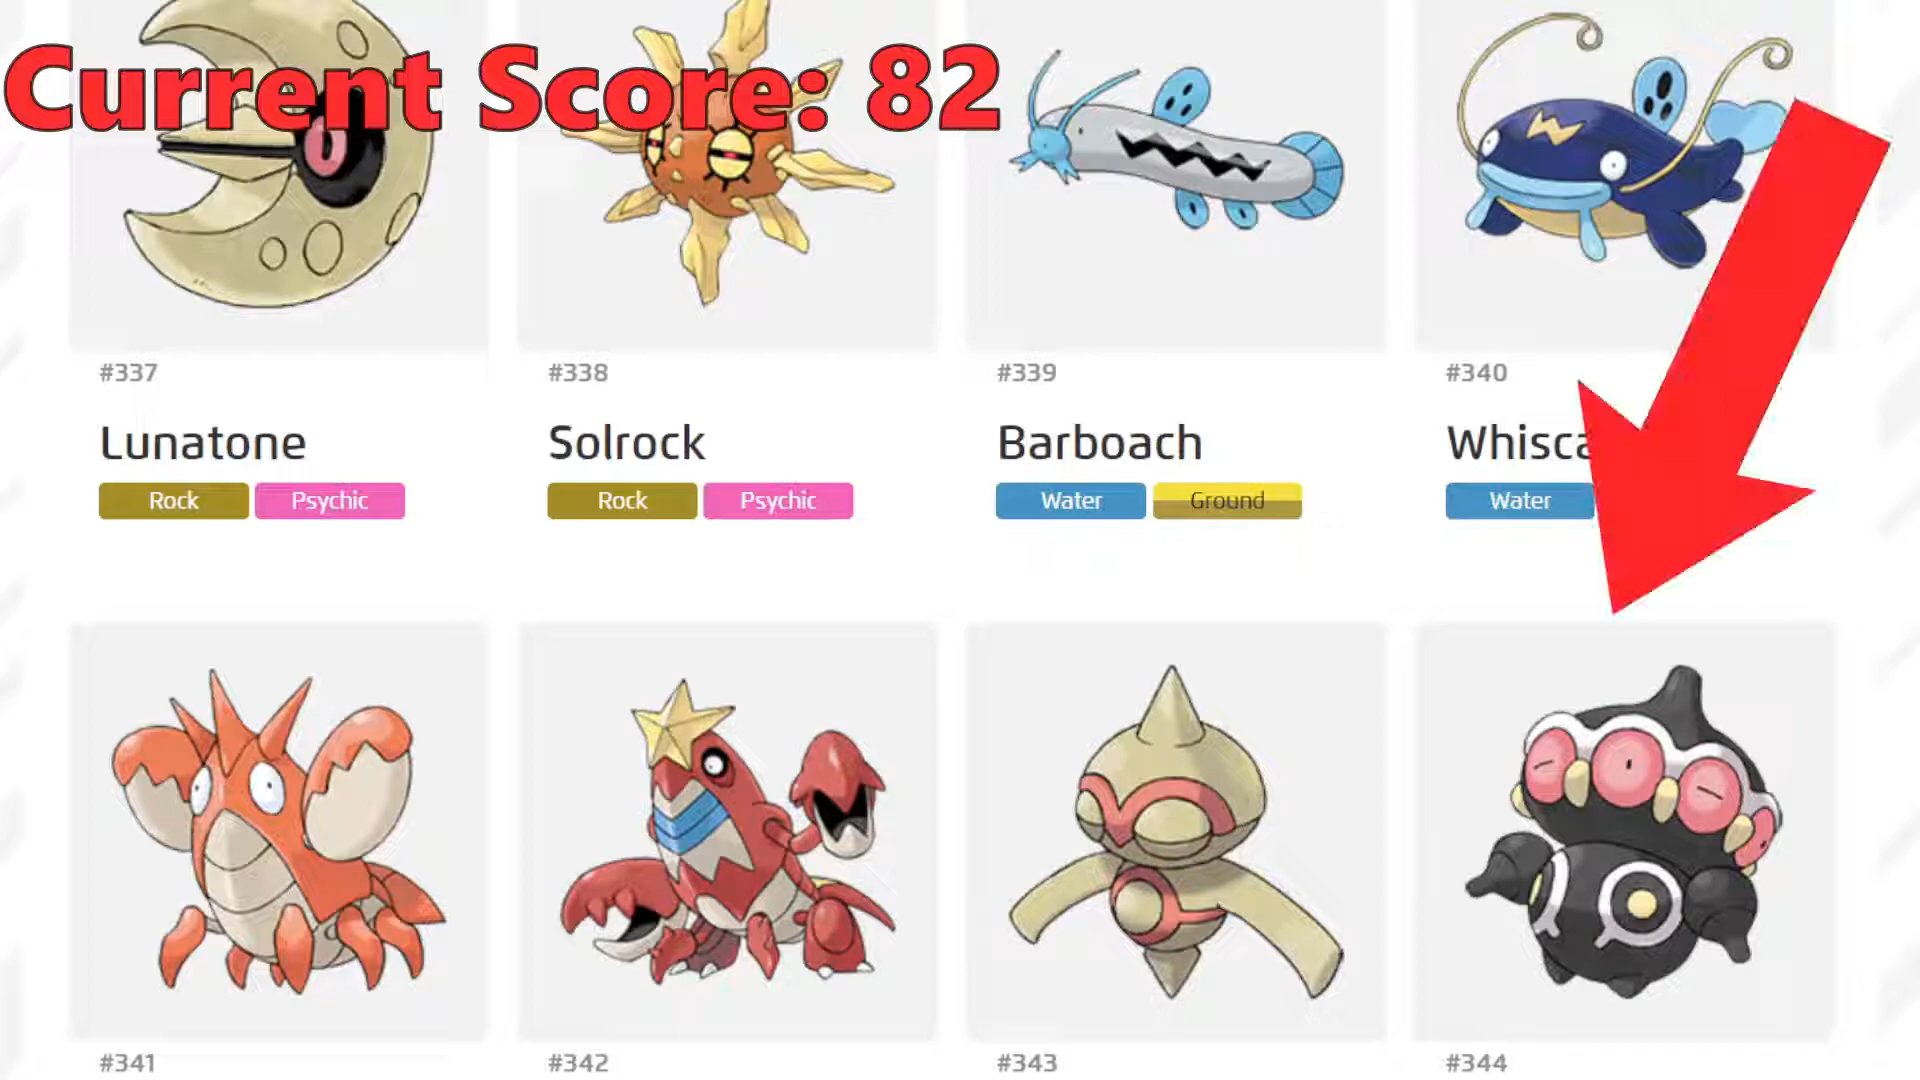 Current Score: 82
#337
#338
#339
#340
Lunatone
Solrock
Barboach
Whisca
Rock
Psychic
Rock
Psychic
Water
Ground
Water
#341
#342
#343
#344